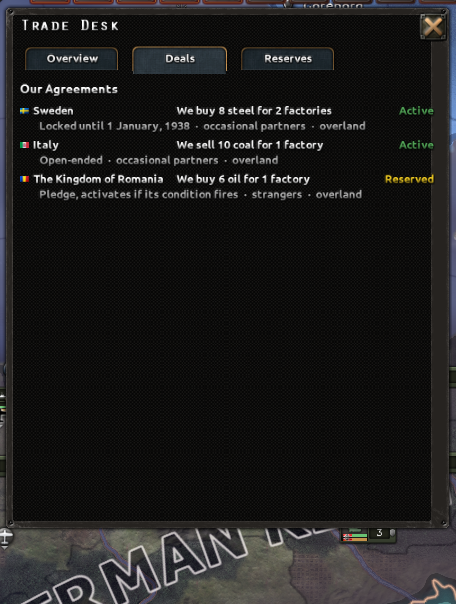 Trade Desk
Overview Deals Reserves
Our Agreements
Sweden We buy 8 steel for 2 factories Active
Locked until 1 January, 1938 · occasional partners · overland
Italy We sell 10 coal for 1 factory Active
Open-ended · occasional partners · overland
The Kingdom of Romania We buy 6 oil for 1 factory Reserved
Pledge, activates if its condition fires · strangers · overland
3